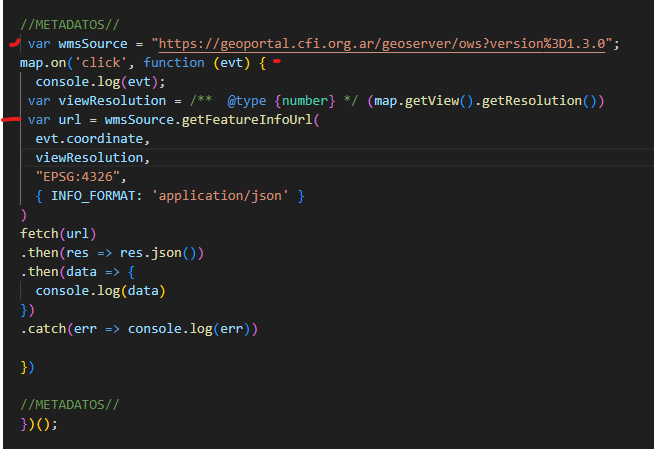 //METADATOS//
var wmsSource = "https://geoportal.cfi.org.ar/geoserver/ows?version%3D1.3.0";
map.on('click', function (evt) {
console.log(evt);
var viewResolution = /**  @type {number} */ (map.getView().getResolution())
var url = wmsSource.getFeatureInfoUrl(
evt.coordinate,
viewResolution,
"EPSG:4326",
{ INFO_FORMAT: 'application/json' }
)
fetch(url)
.then(res => res.json())
.then(data => {
console.log(data)
})
.catch(err => console.log(err))
})
//METADATOS//
})();